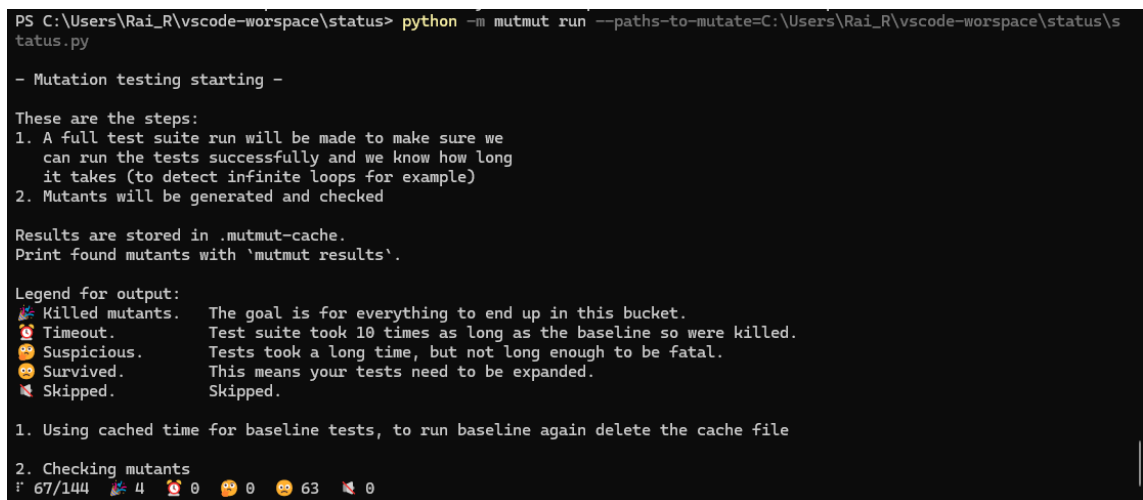 PS C:\Users\Rai_R\vscode-worspace\status> python -m mutmut run --paths-to-mutate=C:\Users\Rai_R\vscode-worspace\status\s
tatus.py
- Mutation testing starting -
These are the steps:
1. A full test suite run will be made to make sure we
can run the tests successfully and we know how long
it takes (to detect infinite loops for example)
2. Mutants will be generated and checked
Results are stored in .mutmut-cache.
Print found mutants with `mutmut results`.
Legend for output:
🎉 Killed mutants. The goal is for everything to end up in this bucket.
⏰ Timeout. Test suite took 10 times as long as the baseline so were killed.
🤔 Suspicious. Tests took a long time, but not long enough to be fatal.
🙁 Survived. This means your tests need to be expanded.
🔇 Skipped. Skipped.
1. Using cached time for baseline tests, to run baseline again delete the cache file
2. Checking mutants
⠏ 67/144 🎉 4 ⏰ 0 🤔 0 🙁 63 🔇 0